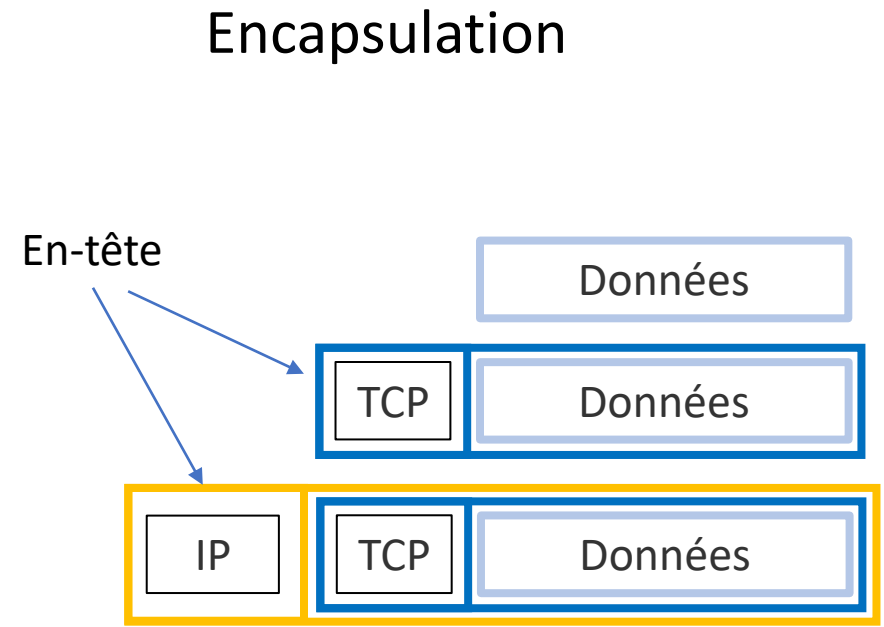 Encapsulation
En-tête
Données
TCP Données
IP TCP Données